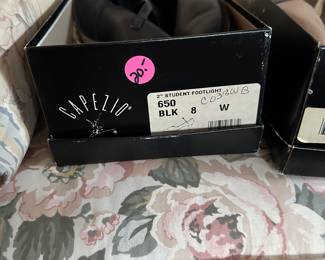 20.-
CAPEZIO
2" STUDENT FOOTLIGHT
650
BLK 8 W